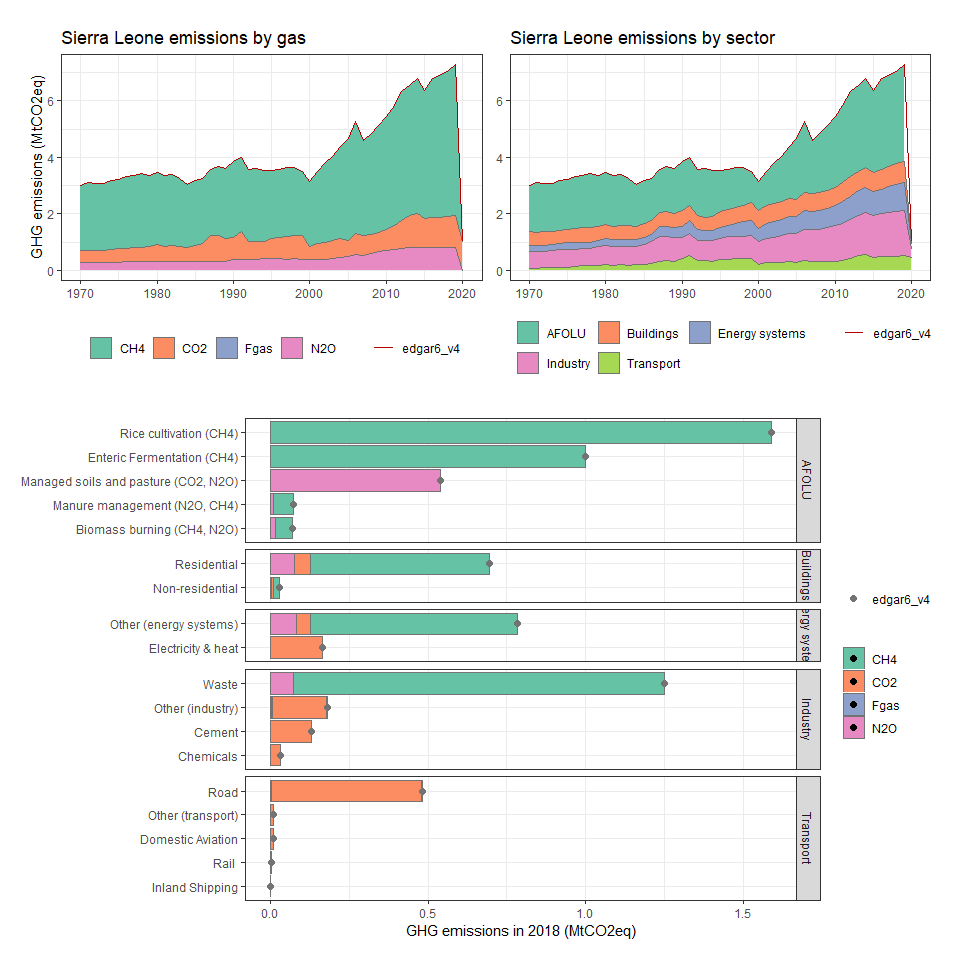 Sierra Leone emissions by gas
GHG emissions (MtCO2eq)
6
4
2
0
1970 1980 1990 2000 2010 2020
CH4 CO2 Fgas N2O edgar6_v4
Sierra Leone emissions by sector
6
4
2
0
1970 1980 1990 2000 2010 2020
AFOLU Buildings Energy systems edgar6_v4
Industry Transport
Rice cultivation (CH4)
Enteric Fermentation (CH4)
Managed soils and pasture (CO2, N2O)
Manure management (N2O, CH4)
Biomass burning (CH4, N2O)
AFOLU
Residential
Non-residential
Buildings
Other (energy systems)
Electricity & heat
ergy syste
Waste
Other (industry)
Cement
Chemicals
Industry
Road
Other (transport)
Domestic Aviation
Rail
Inland Shipping
Transport
0.0 0.5 1.0 1.5
GHG emissions in 2018 (MtCO2eq)
edgar6_v4
CH4
CO2
Fgas
N2O